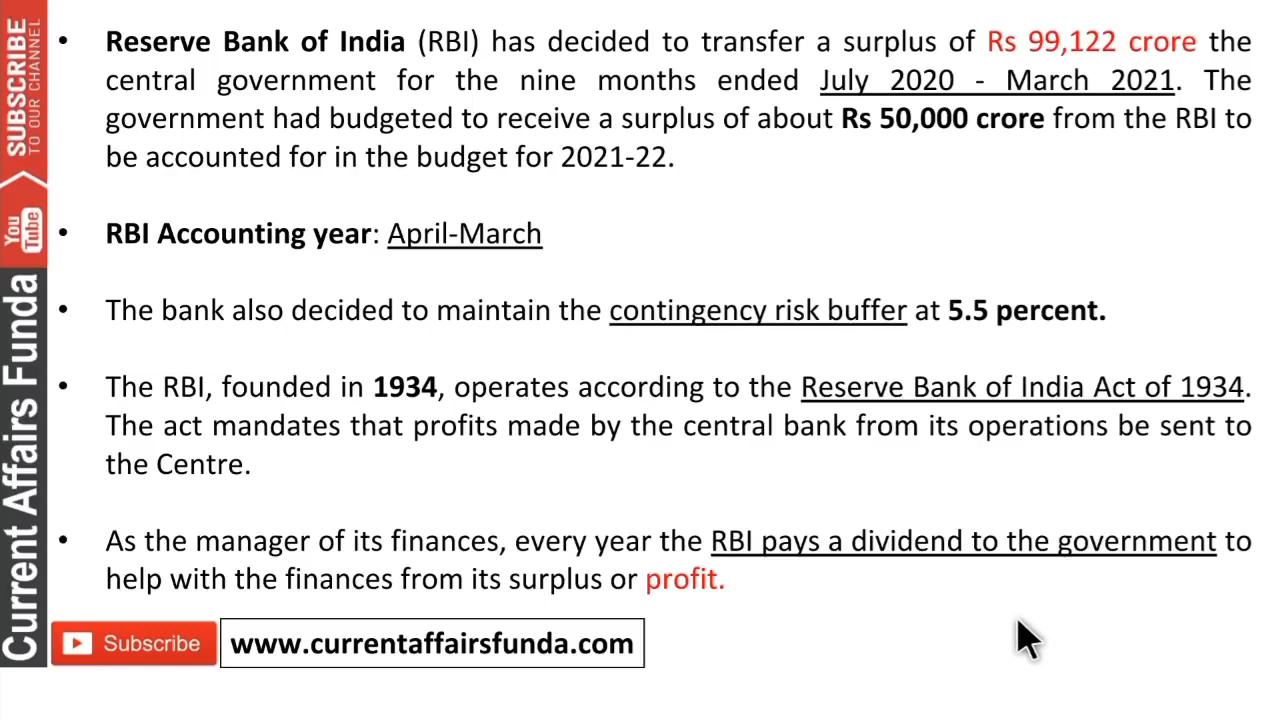 • Reserve Bank of India (RBI) has decided to transfer a surplus of Rs 99,122 crore the
central government for the nine months ended July 2020 - March 2021. The
government had budgeted to receive a surplus of about Rs 50,000 crore from the RBI to
be accounted for in the budget for 2021-22.
• RBI Accounting year: April-March
• The bank also decided to maintain the contingency risk buffer at 5.5 percent.
• The RBI, founded in 1934, operates according to the Reserve Bank of India Act of 1934.
The act mandates that profits made by the central bank from its operations be sent to
the Centre.
• As the manager of its finances, every year the RBI pays a dividend to the government to
help with the finances from its surplus or profit.
Subscribe
www.currentaffairsfunda.com
SUBSCRIBE
TO OUR CHANNEL
You
Tube
Current Affairs Funda